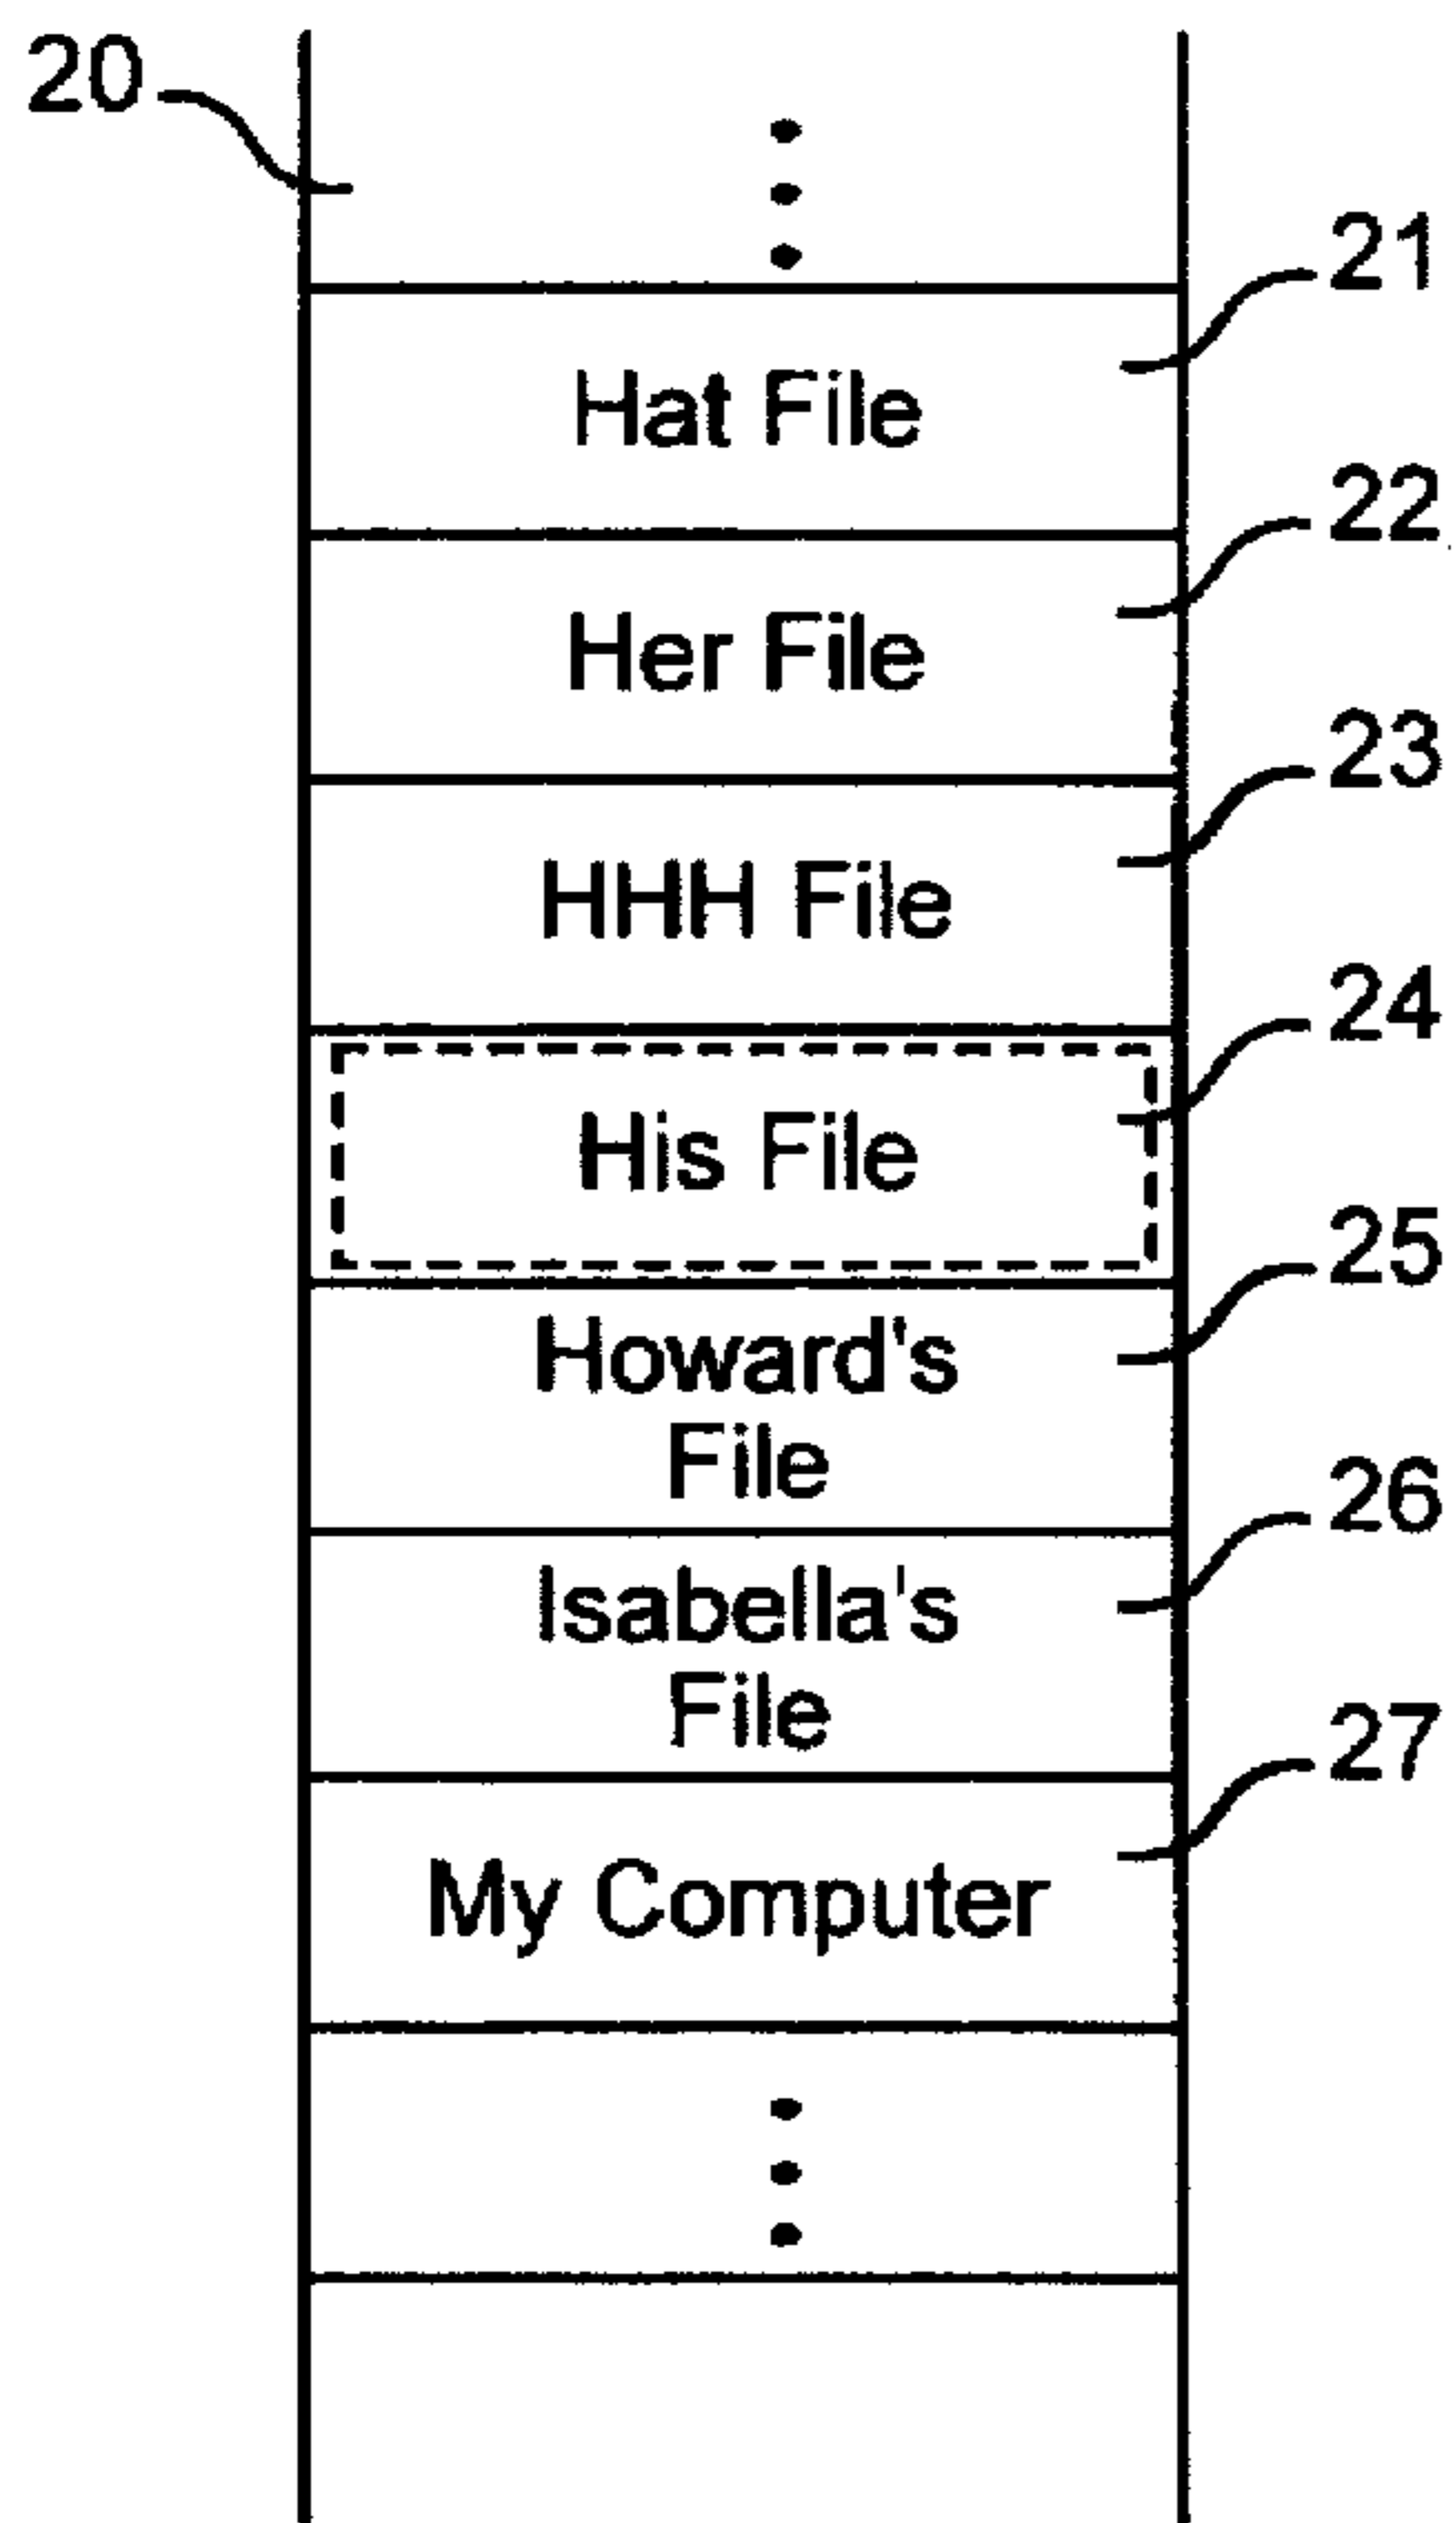 20
21
Hat File
22
Her File
23
HHH File
24
His File
25
Howard's
File
26
Isabella's
File
27
My Computer